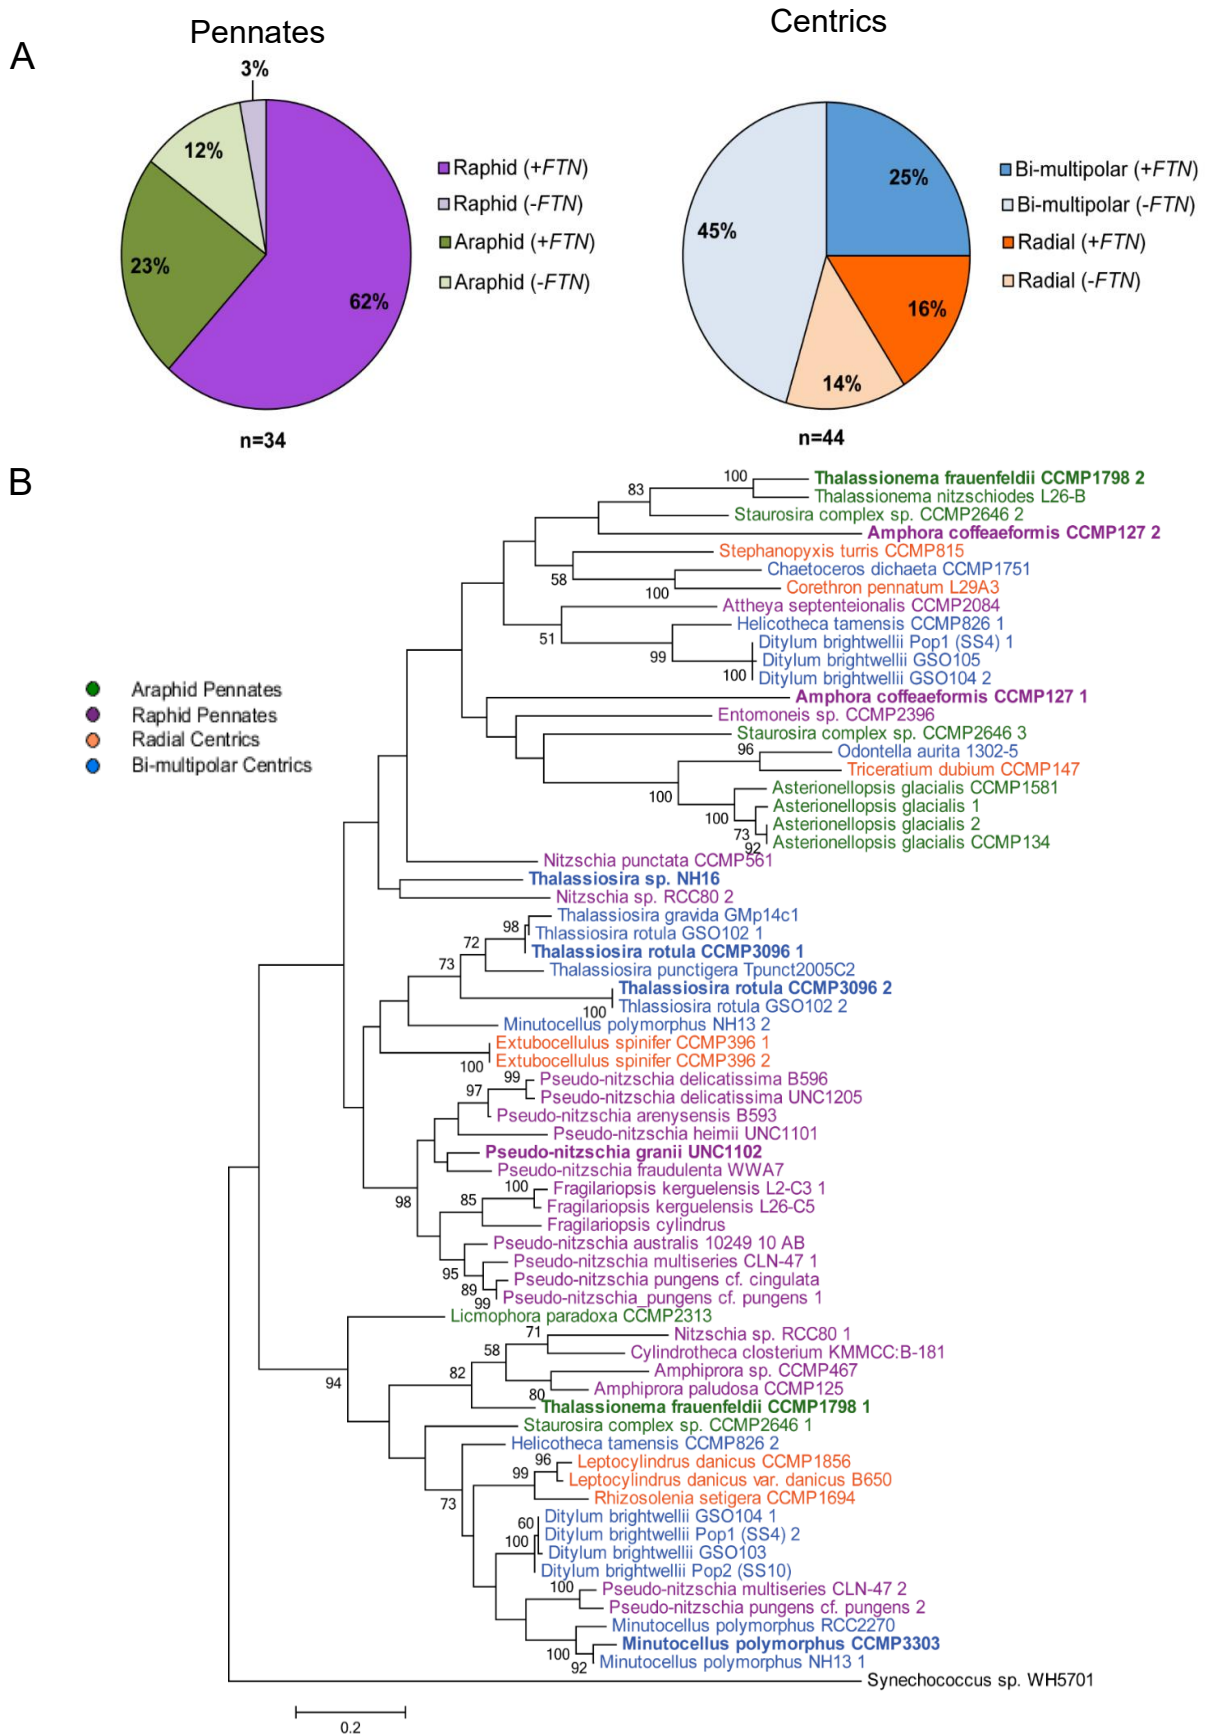 Pennates
Centrics
A
3%
12%
23%
62%
n=34
Raphid (+FTN)
Raphid (-FTN)
Araphid (+FTN)
Araphid (-FTN)
25%
45%
16%
14%
n=44
Bi-multipolar (+FTN)
Bi-multipolar (-FTN)
Radial (+FTN)
Radial (-FTN)
B
Araphid Pennates
Raphid Pennates
Radial Centrics
Bi-multipolar Centrics
100
Thalassionema frauenfeldii CCMP1798 2
83
Thalassionema nitzschiodes L26-B
Staurosira complex sp. CCMP2646 2
Amphora coffeaeformis CCMP127 2
Stephanopyxis turris CCMP815
58
Chaetoceros dichaeta CCMP1751
100
Corethron pennatum L29A3
Attheya septenteionalis CCMP2084
51
Helicotheca tamensis CCMP826 1
99
Ditylum brightwellii Pop1 (SS4) 1
Ditylum brightwellii GSO105
100
Ditylum brightwellii GSO104 2
Amphora coffeaeformis CCMP127 1
Entomoneis sp. CCMP2396
Staurosira complex sp. CCMP2646 3
96
Odontella aurita 1302-5
Triceratium dubium CCMP147
100
Asterionellopsis glacialis CCMP1581
100
Asterionellopsis glacialis 1
73
Asterionellopsis glacialis 2
92
Asterionellopsis glacialis CCMP134
Nitzschia punctata CCMP561
Thalassiosira sp. NH16
Nitzschia sp. RCC80 2
98
Thalassiosira gravida GMp14c1
72
Thlassiosira rotula GSO102 1
Thalassiosira rotula CCMP3096 1
73
Thalassiosira punctigera Tpunct2005C2
Thalassiosira rotula CCMP3096 2
100
Thlassiosira rotula GSO102 2
Minutocellus polymorphus NH13 2
Extubocellulus spinifer CCMP396 1
100
Extubocellulus spinifer CCMP396 2
99
Pseudo-nitzschia delicatissima B596
97
Pseudo-nitzschia delicatissima UNC1205
Pseudo-nitzschia arenysensis B593
Pseudo-nitzschia heimii UNC1101
Pseudo-nitzschia granii UNC1102
Pseudo-nitzschia fraudulenta WWA7
98
100
Fragilariopsis kerguelensis L2-C3 1
85
Fragilariopsis kerguelensis L26-C5
Fragilariopsis cylindrus
Pseudo-nitzschia australis 10249 10 AB
95
Pseudo-nitzschia multiseries CLN-47 1
89
Pseudo-nitzschia pungens cf. cingulata
99
Pseudo-nitzschia_pungens cf. pungens 1
Licmophora paradoxa CCMP2313
94
71
Nitzschia sp. RCC80 1
58
Cylindrotheca closterium KMMCC:B-181
82
Amphiprora sp. CCMP467
80
Amphiprora paludosa CCMP125
Thalassionema frauenfeldii CCMP1798 1
Staurosira complex sp. CCMP2646 1
Helicotheca tamensis CCMP826 2
73
96
Leptocylindrus danicus CCMP1856
99
Leptocylindrus danicus var. danicus B650
Rhizosolenia setigera CCMP1694
60
Ditylum brightwellii GSO104 1
100
Ditylum brightwellii Pop1 (SS4) 2
Ditylum brightwellii GSO103
Ditylum brightwellii Pop2 (SS10)
100
Pseudo-nitzschia multiseries CLN-47 2
Pseudo-nitzschia pungens cf. pungens 2
Minutocellus polymorphus RCC2270
100
Minutocellus polymorphus CCMP3303
92
Minutocellus polymorphus NH13 1
Synechococcus sp. WH5701
0.2